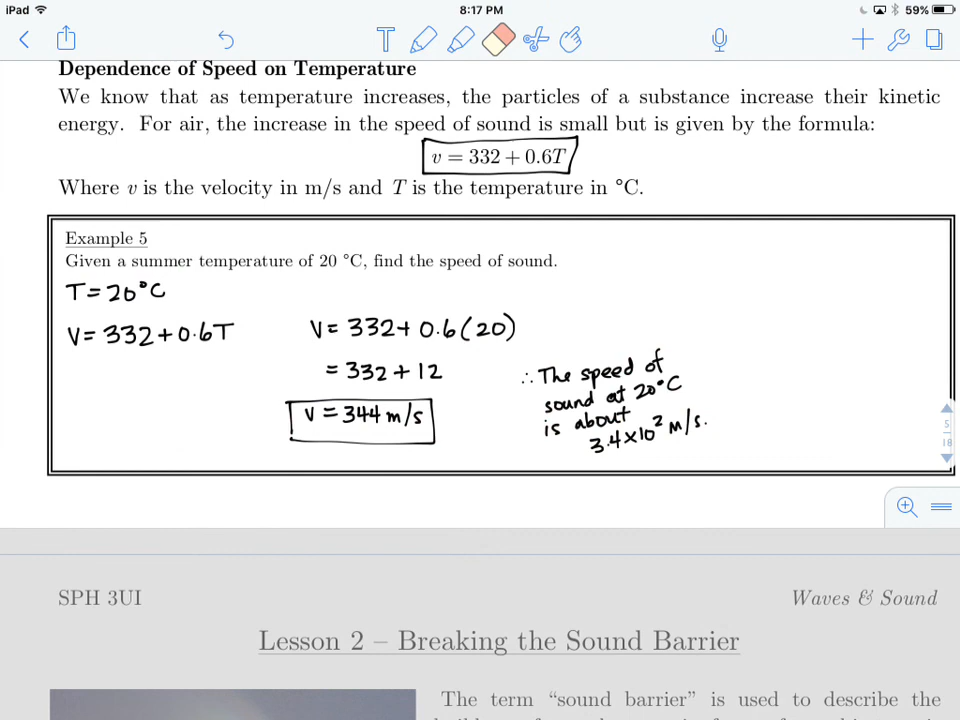 iPad 8:17 PM 59%
T
Dependence of Speed on Temperature
We know that as temperature increases, the particles of a substance increase their kinetic
energy. For air, the increase in the speed of sound is small but is given by the formula:
v = 332 + 0.6T
Where v is the velocity in m/s and T is the temperature in °C.
Example 5
Given a summer temperature of 20 °C, find the speed of sound.
T = 20°C
V = 332 + 0.6T
V = 332 + 0.6(20)
= 332 + 12
V = 344 m/s
∴ The speed of
sound at 20°C
is about
3.4×10² m/s.
5
18
SPH 3UI Waves & Sound
Lesson 2 – Breaking the Sound Barrier
The term “sound barrier” is used to describe the